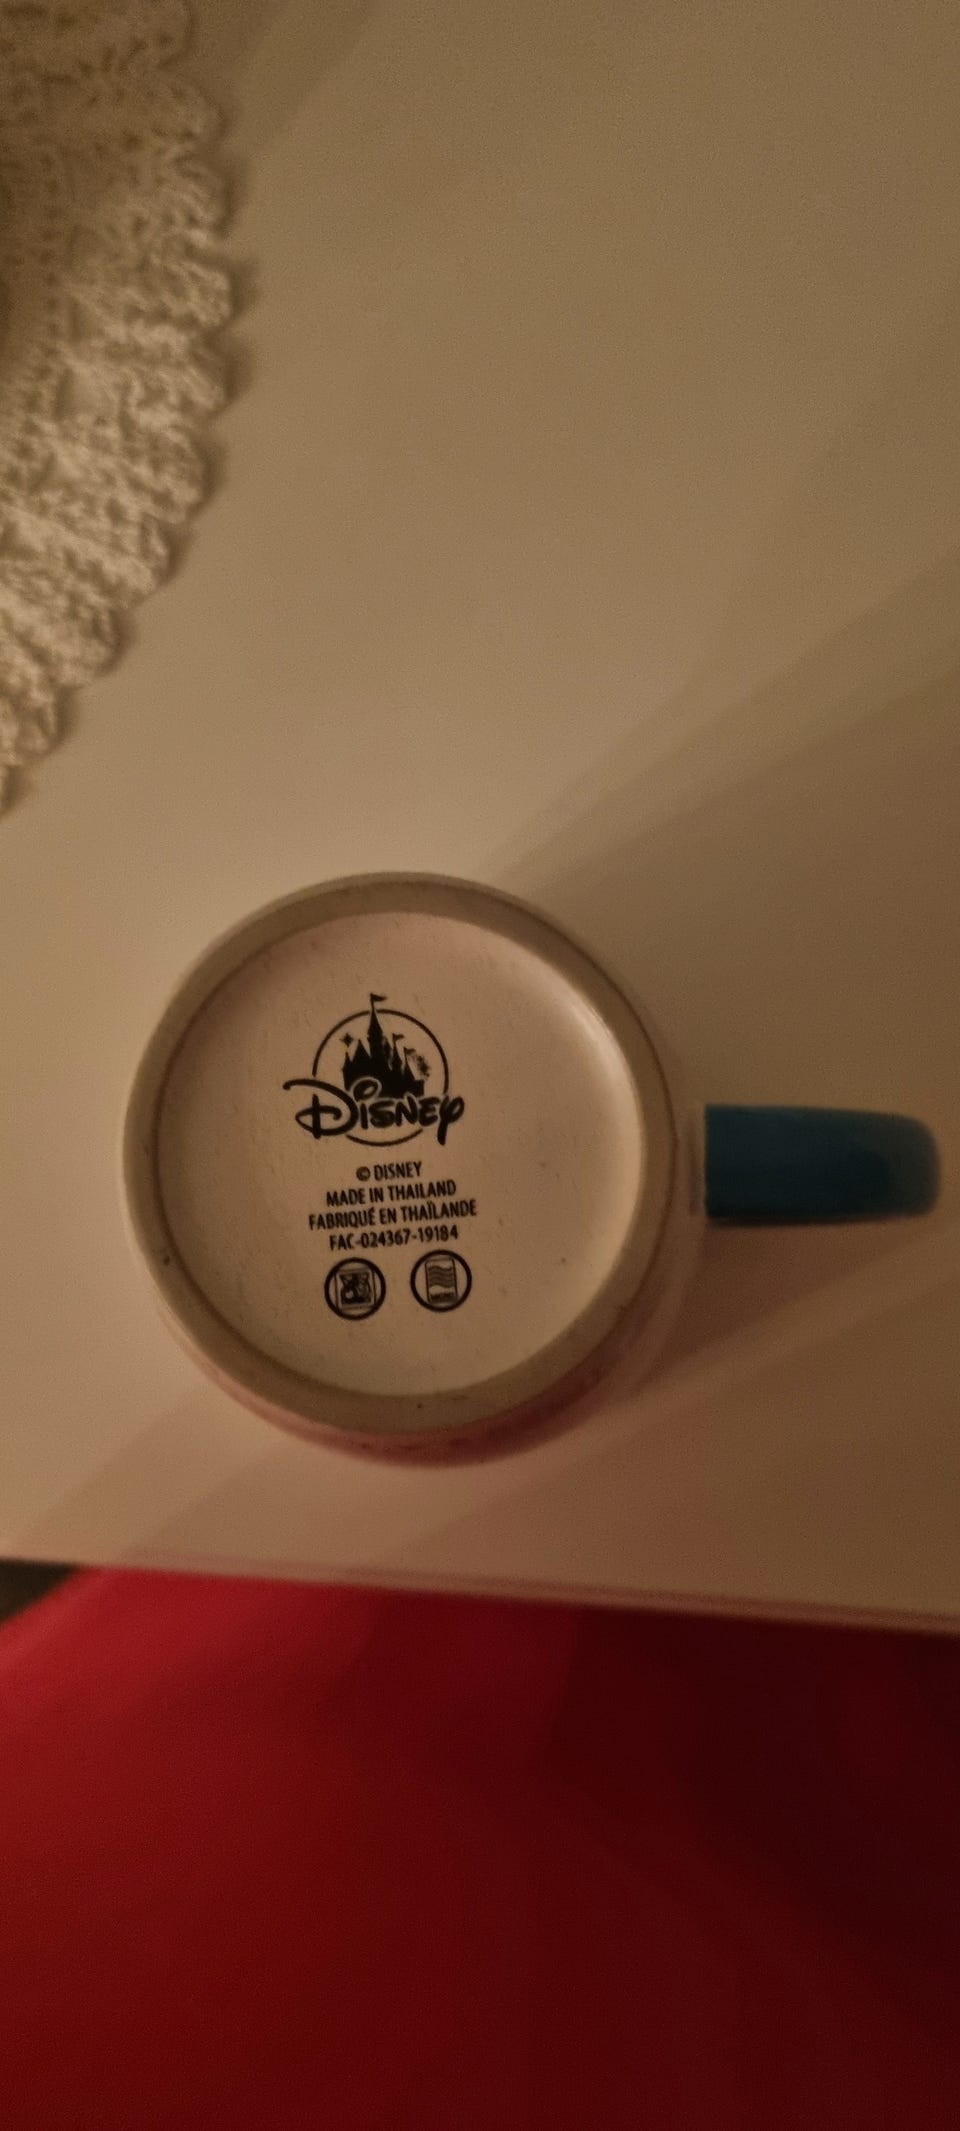 Disney
© DISNEY
MADE IN THAILAND
FABRIQUÉ EN THAÏLANDE
FAC-024367-19184